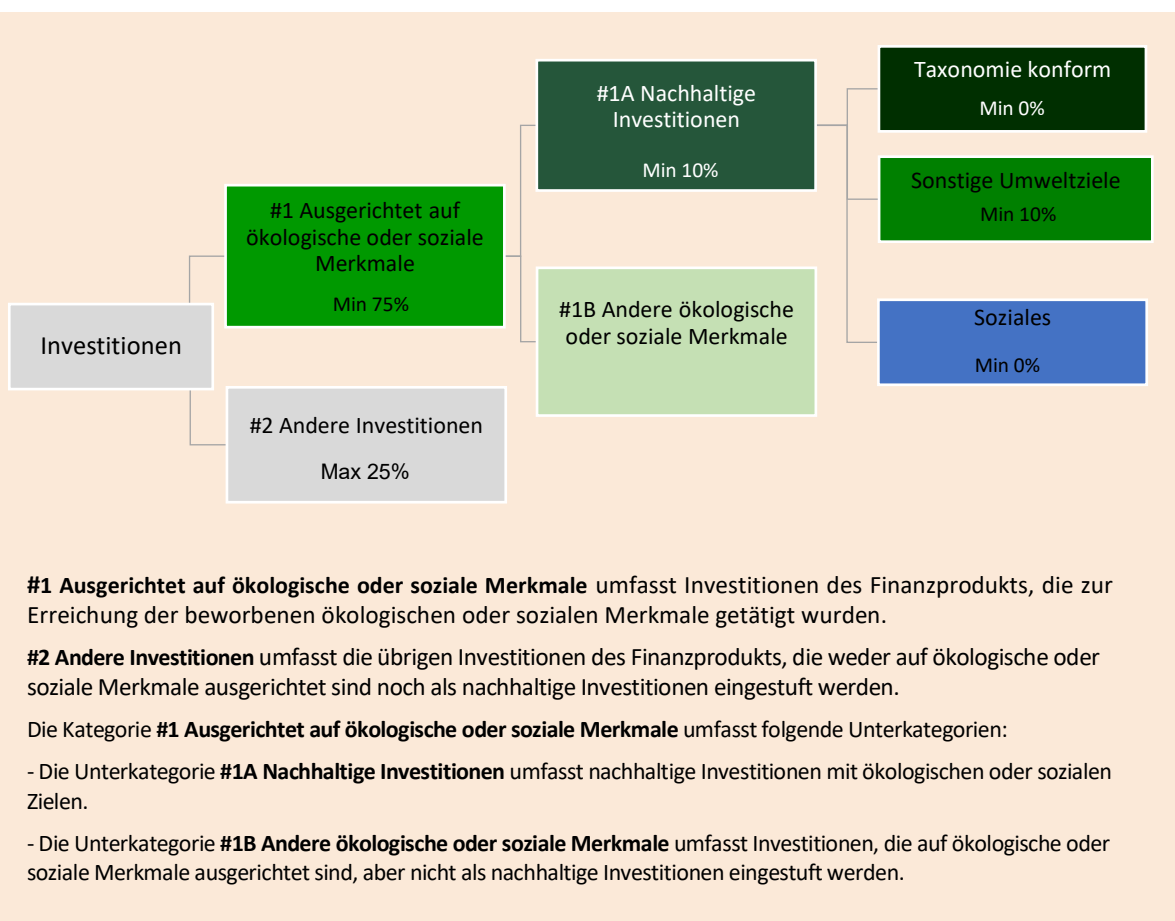 Investitionen
#1 Ausgerichtet auf
ökologische oder soziale
Merkmale
Min 75%
#2 Andere Investitionen
Max 25%
#1A Nachhaltige
Investitionen
Min 10%
#1B Andere ökologische
oder soziale Merkmale
Taxonomie konform
Min 0%
Sonstige Umweltziele
Min 10%
Soziales
Min 0%
#1 Ausgerichtet auf ökologische oder soziale Merkmale umfasst Investitionen des Finanzprodukts, die zur
Erreichung der beworbenen ökologischen oder sozialen Merkmale getätigt wurden.
#2 Andere Investitionen umfasst die übrigen Investitionen des Finanzprodukts, die weder auf ökologische oder
soziale Merkmale ausgerichtet sind noch als nachhaltige Investitionen eingestuft werden.
Die Kategorie #1 Ausgerichtet auf ökologische oder soziale Merkmale umfasst folgende Unterkategorien:
- Die Unterkategorie #1A Nachhaltige Investitionen umfasst nachhaltige Investitionen mit ökologischen oder sozialen
Zielen.
- Die Unterkategorie #1B Andere ökologische oder soziale Merkmale umfasst Investitionen, die auf ökologische oder
soziale Merkmale ausgerichtet sind, aber nicht als nachhaltige Investitionen eingestuft werden.